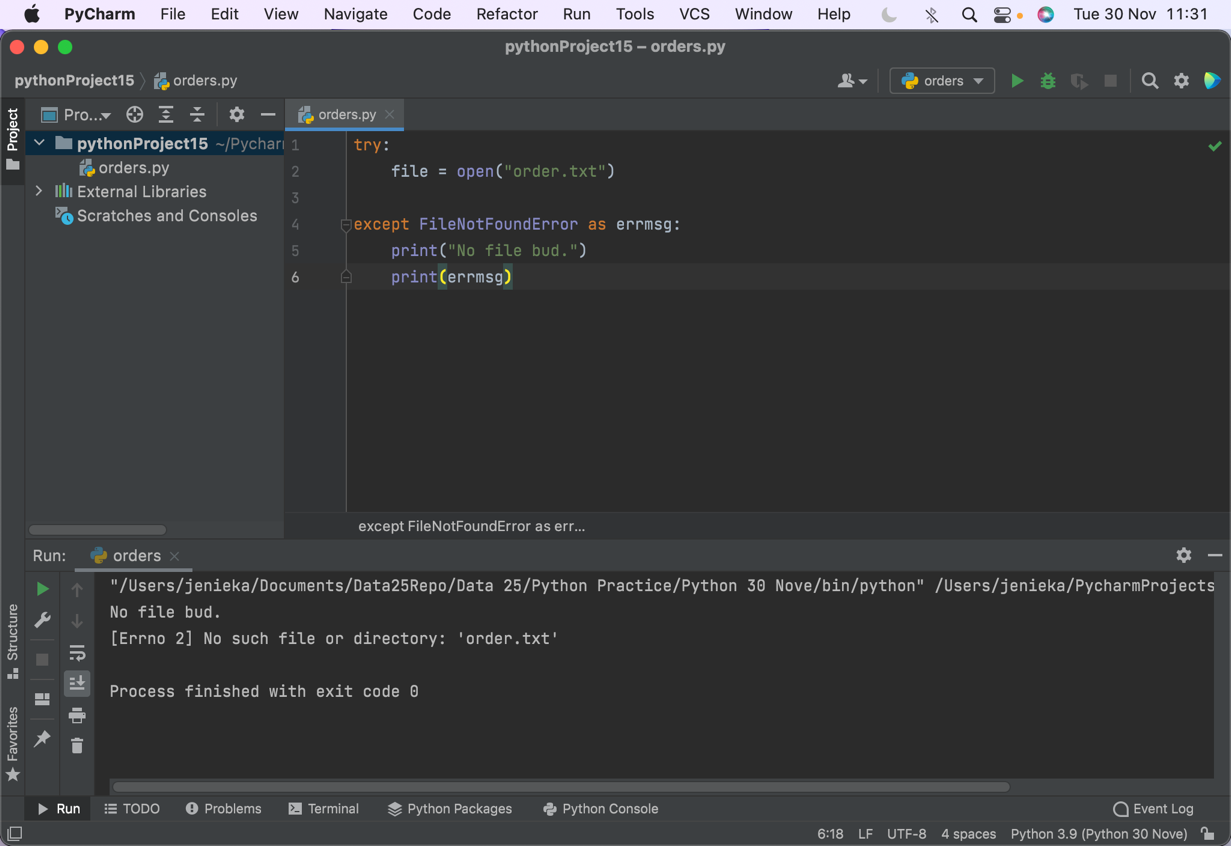 PyCharm File Edit View Navigate Code Refactor Run Tools VCS Window Help Tue 30 Nov 11:31
pythonProject15 – orders.py
pythonProject15 orders.py orders
Project
Pro... orders.py
pythonProject15 ~/Pychar
orders.py
External Libraries
Scratches and Consoles
1 try:
2 file = open("order.txt")
3
4 except FileNotFoundError as errmsg:
5 print("No file bud.")
6 print(errmsg)
except FileNotFoundError as err...
Run: orders
"/Users/jenieka/Documents/Data25Repo/Data 25/Python Practice/Python 30 Nove/bin/python" /Users/jenieka/PycharmProjects
No file bud.
[Errno 2] No such file or directory: 'order.txt'
Process finished with exit code 0
Structure
Favorites
Run TODO Problems Terminal Python Packages Python Console Event Log
6:18 LF UTF-8 4 spaces Python 3.9 (Python 30 Nove)